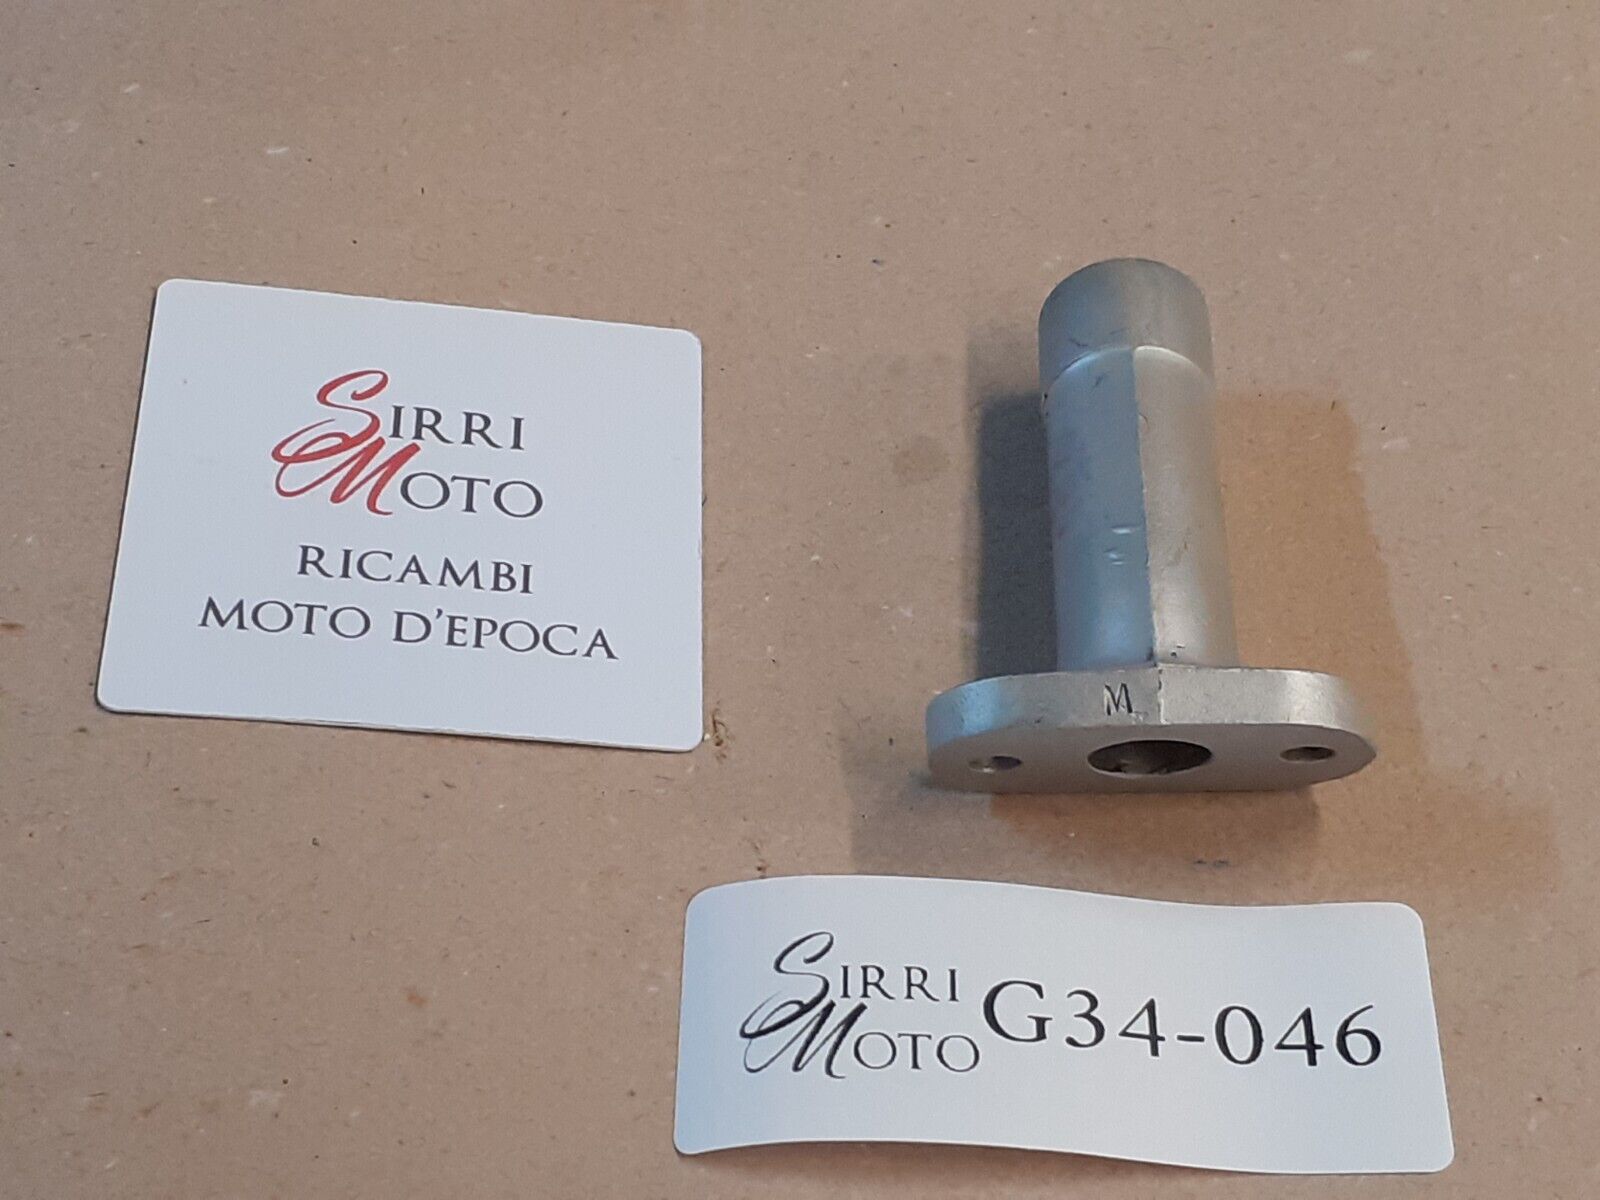 SIRRI
MOTO
RICAMBI
MOTO D'EPOCA
M
SIRRI
MOTO
G34-046